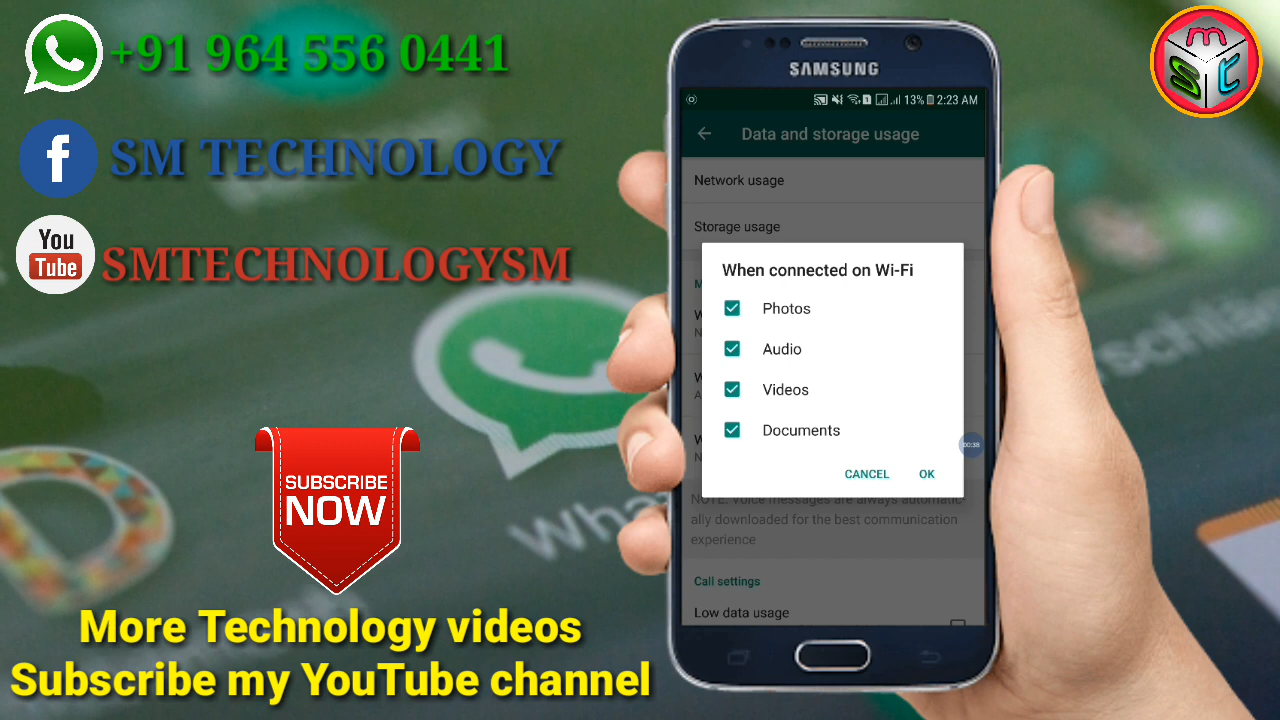 +91 964 556 0441
SM TECHNOLOGY
You
Tube
SMTECHNOLOGYSM
SUBSCRIBE
NOW
More Technology videos
Subscribe my YouTube channel
SAMSUNG
13% 2:23 AM
Data and storage usage
Network usage
Storage usage
When connected on Wi-Fi
Photos
Audio
Videos
Documents
00:38
CANCEL OK
NOTE: Voice messages are always automatic-
ally downloaded for the best communication
experience
Call settings
Low data usage
m
S t